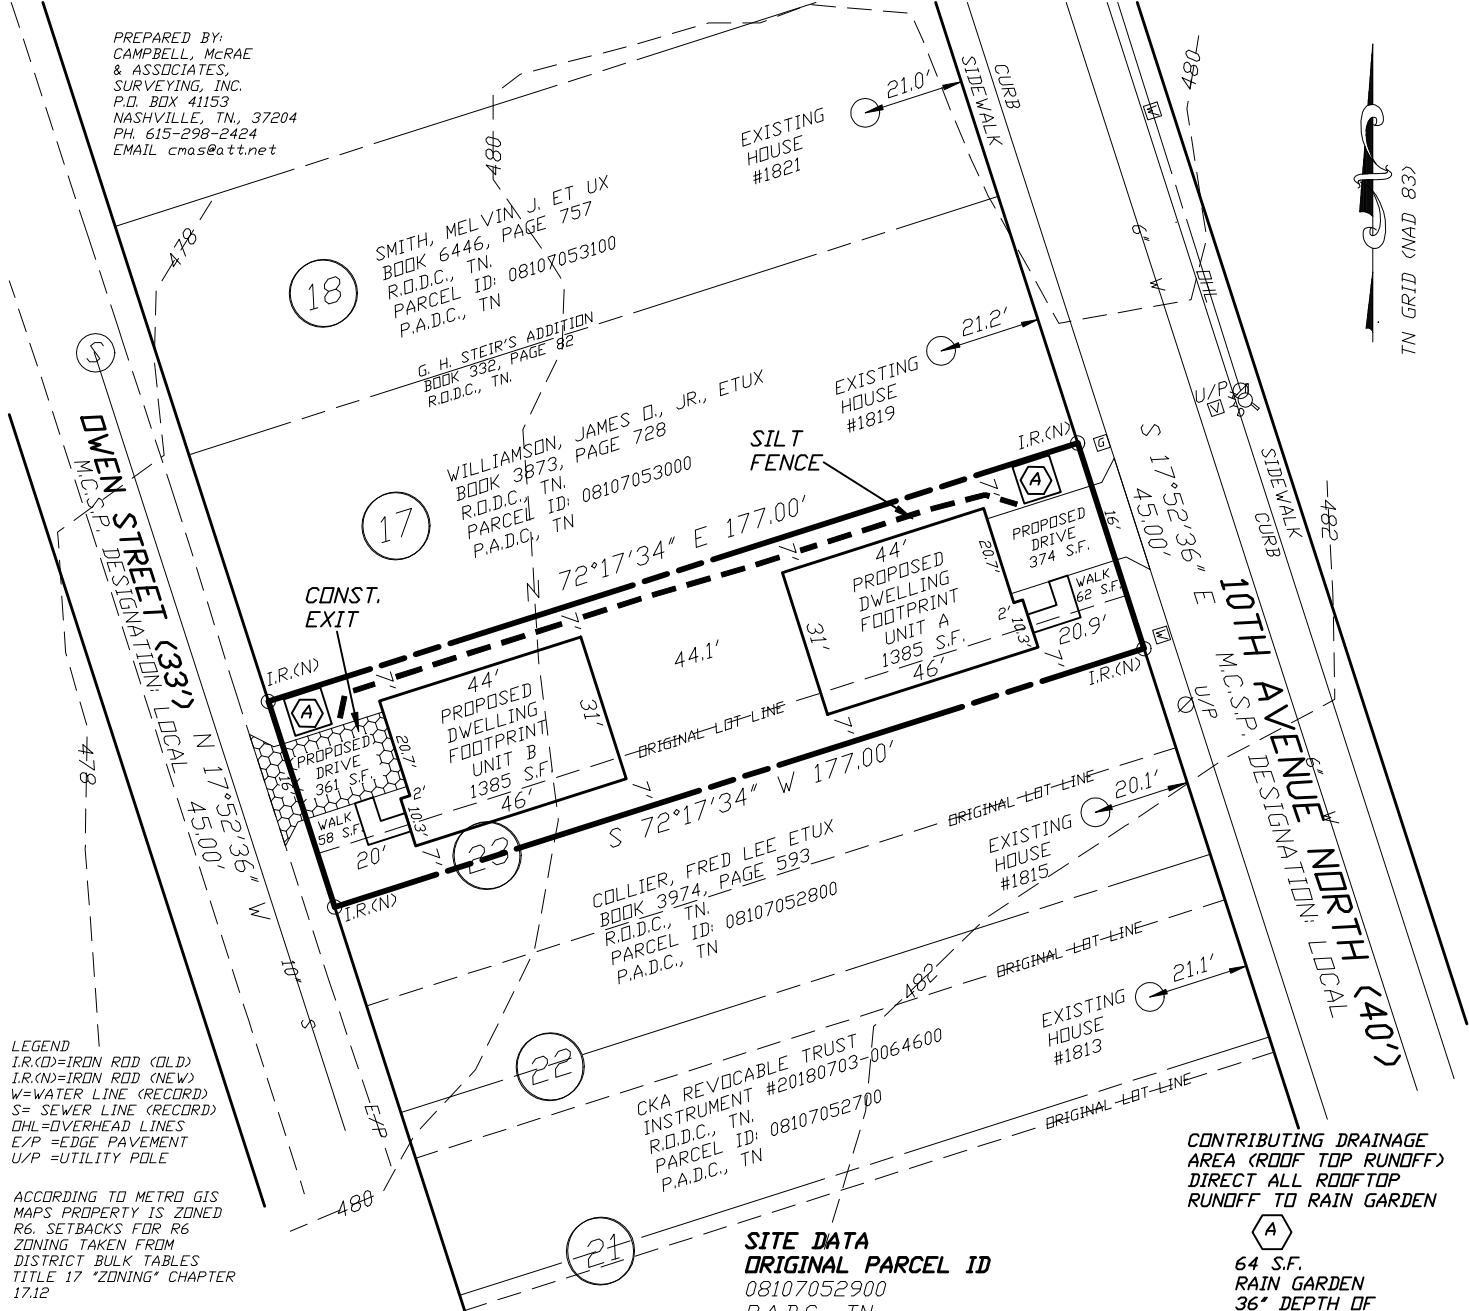 PREPARED BY:
CAMPBELL, McRAE
& ASSOCIATES,
SURVEYING, INC.
P.O. BOX 41153
NASHVILLE, TN., 37204
PH. 615-298-2424
EMAIL cmas@att.net
480
478
18
SMITH, MELVIN J. ET UX
BOOK 6446, PAGE 757
R.O.D.C., TN.
PARCEL ID: 08107053100
P.A.D.C., TN
EXISTING
HOUSE
#1821
21.0'
CURB
SIDEWALK
480
W
6"
W
OHL
TN GRID (NAD 83)
G. H. STEIR'S ADDITION
BOOK 332, PAGE 82
R.O.D.C., TN.
21.2'
EXISTING
HOUSE
#1819
U/P
S
OWEN STREET (33')
M.C.S.P. DESIGNATION: LOCAL
17
WILLIAMSON, JAMES O., JR., ETUX
BOOK 3873, PAGE 728
R.O.D.C., TN.
PARCEL ID: 08107053000
P.A.D.C., TN
SILT
FENCE
I.R.(N)
G
A
7'
SIDEWALK
CURB
482
S 17°52'36" E
45.00'
N 72°17'34" E 177.00'
CONST.
EXIT
7'
7'
44'
PROPOSED
DWELLING
FOOTPRINT
UNIT A
1385 S.F.
46'
31'
20.7'
2'
10.3'
PROPOSED
DRIVE
374 S.F.
16'
WALK
62 S.F.
20.9'
7'
7'
W
I.R.(N)
U/P
10TH AVENUE NORTH (40')
M.C.S.P. DESIGNATION: LOCAL
6"
W
44.1'
ORIGINAL LOT LINE
I.R.(N)
A
7'
44'
PROPOSED
DWELLING
FOOTPRINT
UNIT B
1385 S.F.
46'
31'
20.7'
2'
10.3'
PROPOSED
DRIVE
361 S.F.
16'
WALK
58 S.F.
20'
7'
7'
I.R.(N)
N 17°52'36" W
45.00'
478
S 72°17'34" W 177.00'
23
COLLIER, FRED LEE ETUX
BOOK 3974, PAGE 593
R.O.D.C., TN.
PARCEL ID: 08107052800
P.A.D.C., TN
ORIGINAL LOT LINE
20.1'
EXISTING
HOUSE
#1815
10"
S
E/P
480
22
482
ORIGINAL LOT LINE
21.1'
EXISTING
HOUSE
#1813
CKA REVOCABLE TRUST
INSTRUMENT #20180703-0064600
R.O.D.C., TN.
PARCEL ID: 08107052700
P.A.D.C., TN
ORIGINAL LOT LINE
21
LEGEND
I.R.(O)=IRON ROD (OLD)
I.R.(N)=IRON ROD (NEW)
W=WATER LINE (RECORD)
S= SEWER LINE (RECORD)
OHL=OVERHEAD LINES
E/P =EDGE PAVEMENT
U/P =UTILITY POLE
ACCORDING TO METRO GIS
MAPS PROPERTY IS ZONED
R6. SETBACKS FOR R6
ZONING TAKEN FROM
DISTRICT BULK TABLES
TITLE 17 "ZONING" CHAPTER
17.12
SITE DATA
ORIGINAL PARCEL ID
08107052900
P.A.D.C., TN
CONTRIBUTING DRAINAGE
AREA (ROOF TOP RUNOFF)
DIRECT ALL ROOFTOP
RUNOFF TO RAIN GARDEN
A
64 S.F.
RAIN GARDEN
36" DEPTH OF